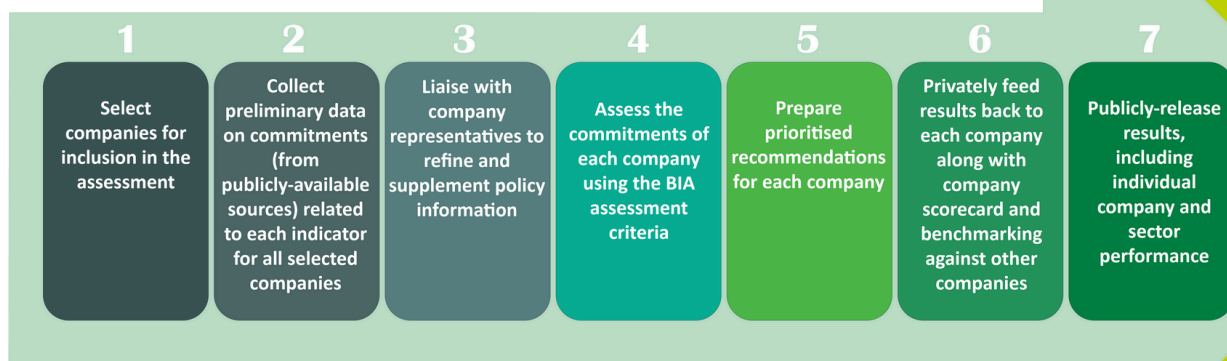 1
Select
companies for
inclusion in the
assessment
2
Collect
preliminary data
on commitments
(from
publicly-available
sources) related
to each indicator
for all selected
companies
3
Liaise with
company
representatives to
refine and
supplement policy
information
4
Assess the
commitments of
each company
using the BIA
assessment
criteria
5
Prepare
prioritised
recommendations
for each company
6
Privately feed
results back to
each company
along with
company
scorecard and
benchmarking
against other
companies
7
Publicly-release
results,
including
individual
company and
sector
performance